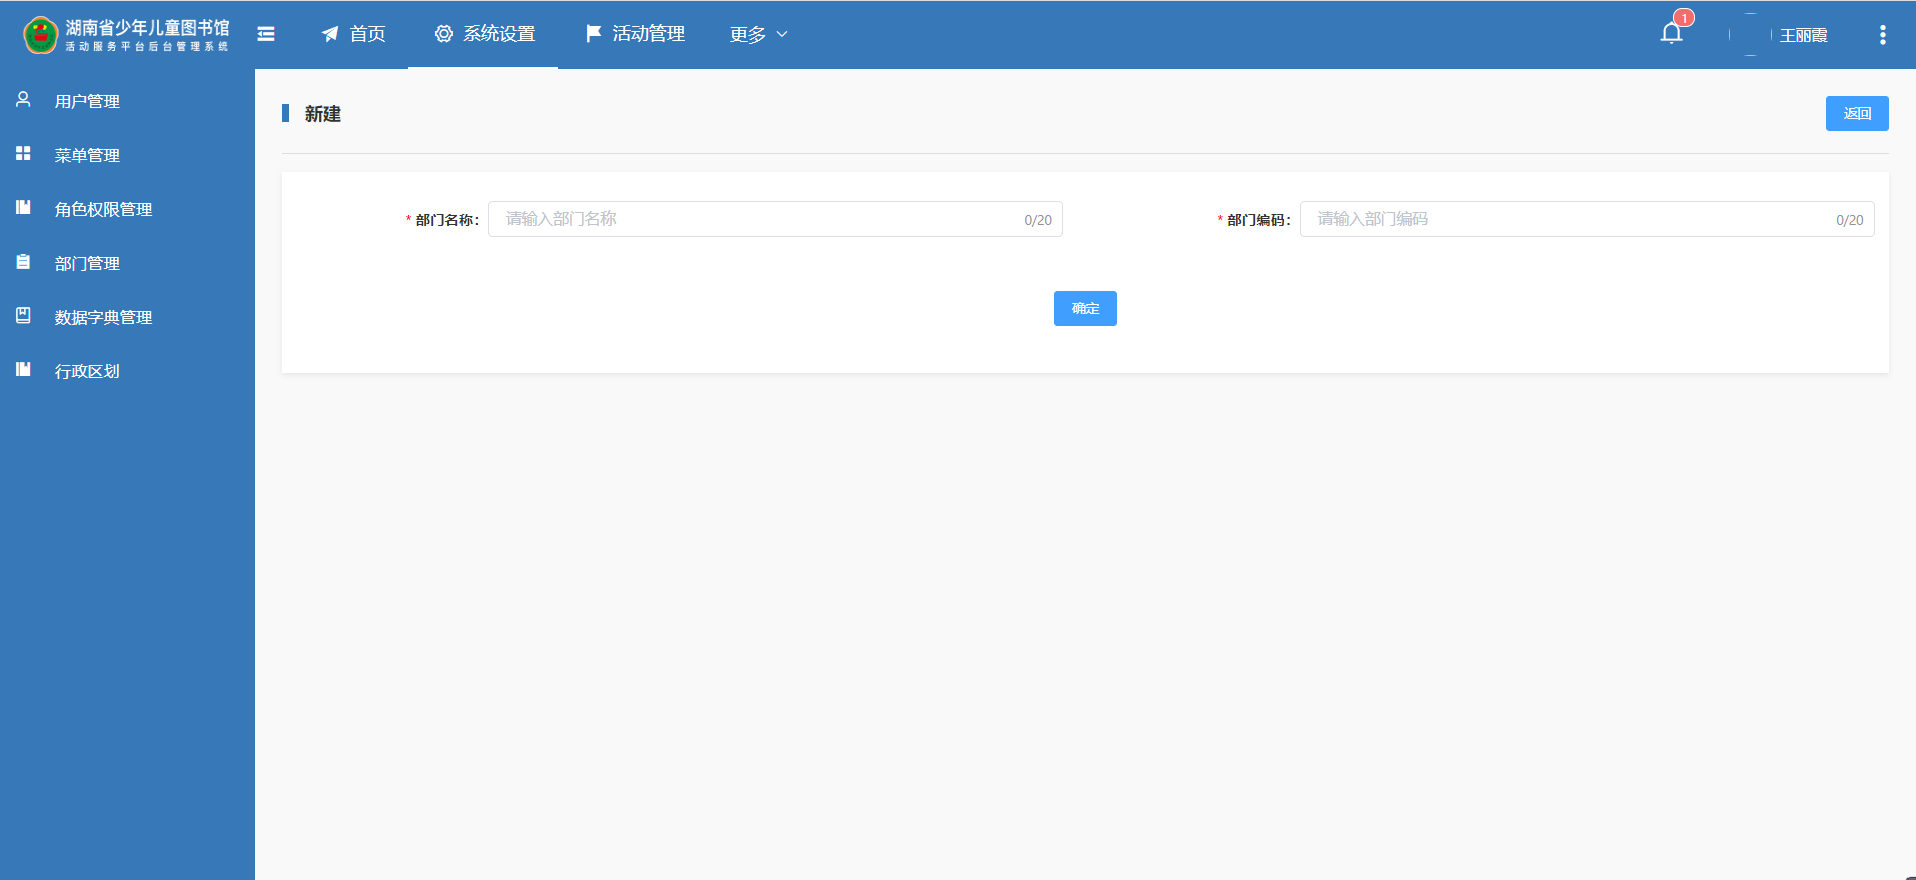 湖南省少年儿童图书馆
活动服务平台后台管理系统
首页
系统设置
活动管理
更多
1
王丽霞
用户管理
菜单管理
角色权限管理
部门管理
数据字典管理
行政区划
新建
返回
* 部门名称： 请输入部门名称 0/20
* 部门编码： 请输入部门编码 0/20
确定